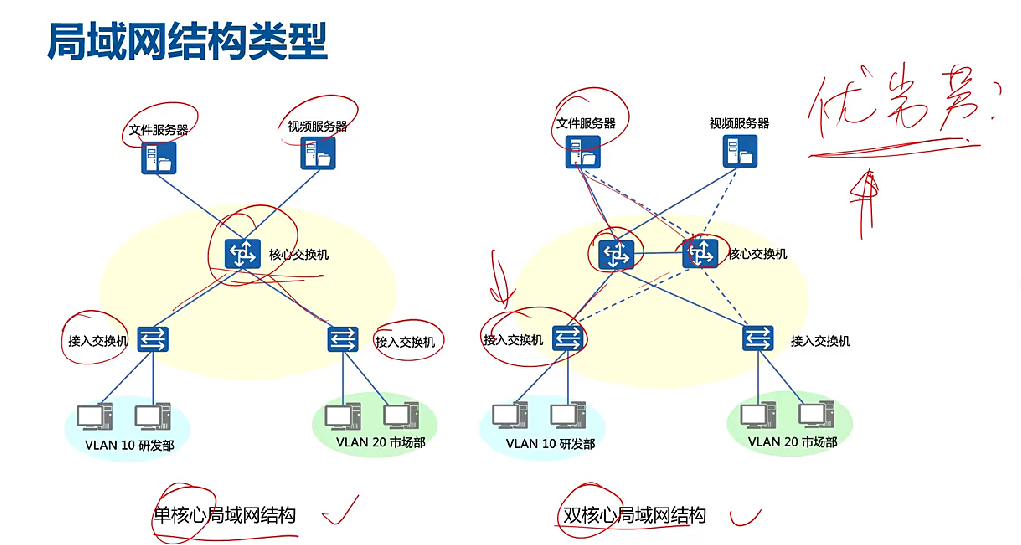 局域网结构类型
文件服务器
视频服务器
文件服务器
视频服务器
优先劳?
核心交换机
核心交换机
接入交换机
接入交换机
接入交换机
接入交换机
VLAN 10 研发部
VLAN 20 市场部
VLAN 10 研发部
VLAN 20 市场部
单核心局域网结构
双核心局域网结构